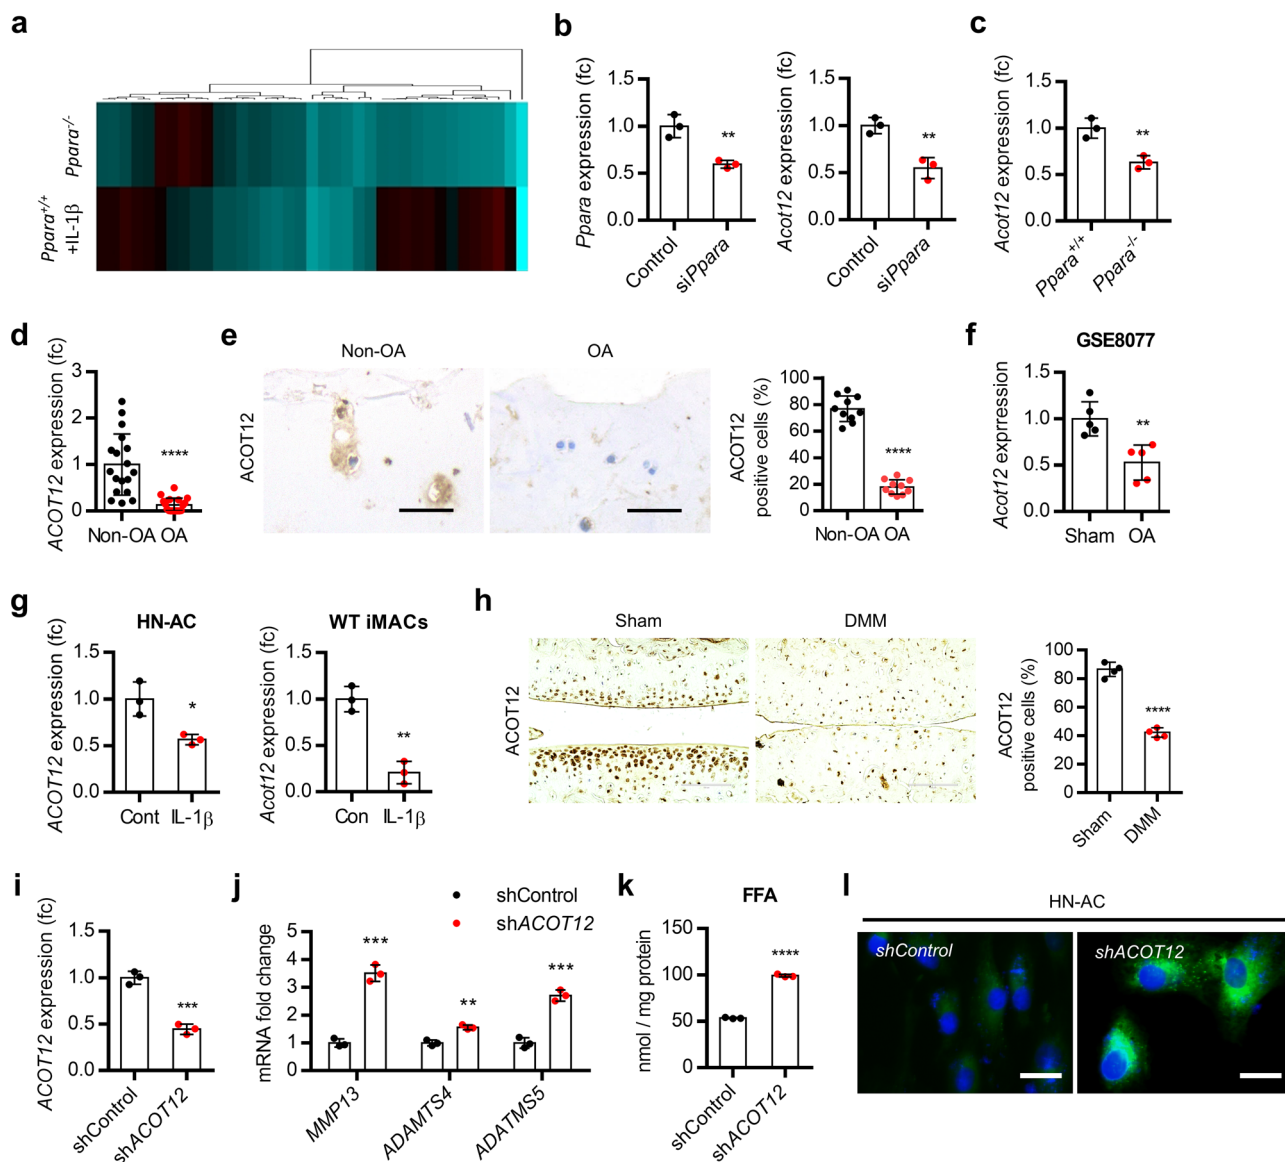 a
Ppara-/-
Ppara+/+
+IL-1β
b
Ppara expression (fc)
1.5
1.0
0.5
0.0
**
Control
siPpara
Acot12 expression (fc)
1.5
1.0
0.5
0.0
**
Control
siPpara
c
Acot12 expression (fc)
1.5
1.0
0.5
0.0
**
Ppara+/+
Ppara-/-
d
ACOT12 expression (fc)
3
2
1
0
****
Non-OA OA
e
Non-OA
OA
ACOT12
ACOT12
positive cells (%)
100
80
60
40
20
0
****
Non-OA OA
f
GSE8077
Acot12 exprression
1.5
1.0
0.5
0.0
**
Sham OA
g
HN-AC
ACOT12 expression (fc)
1.5
1.0
0.5
0.0
*
Cont IL-1β
WT iMACs
Acot12 expression (fc)
1.5
1.0
0.5
0.0
**
Con IL-1β
h
Sham
DMM
ACOT12
ACOT12
positive cells (%)
100
80
60
40
20
0
****
Sham
DMM
i
ACOT12 expression (fc)
1.5
1.0
0.5
0.0
***
shControl
shACOT12
j
shControl
shACOT12
mRNA fold change
5
4
3
2
1
0
***
**
***
MMP13
ADAMTS4
ADATMS5
k
FFA
nmol / mg protein
150
100
50
0
****
shControl
shACOT12
l
HN-AC
shControl
shACOT12